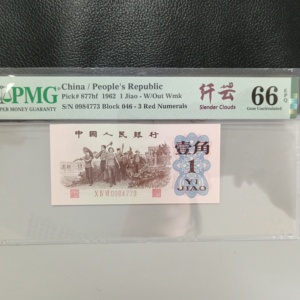 PMG
PAPER MONEY GUARANTY
China / People's Republic
Pick# 877hf 1962 1 Jiao - W/Out Wmk
S/N 0984773 Block 046 - 3 Red Numerals
纤云
Slender Clouds
66
EPQ
Gem Uncirculated
中國人民銀行
壹角
1
YI
JIAO
0984773